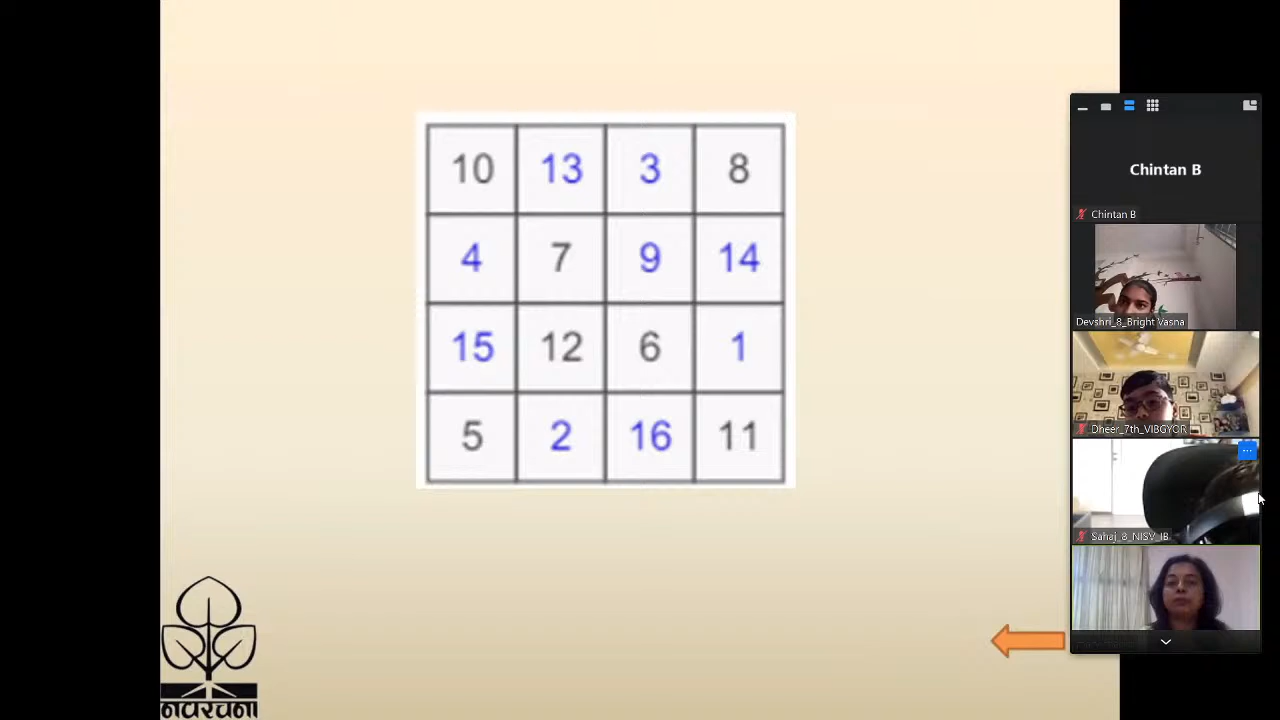 10 13 3 8
4 7 9 14
15 12 6 1
5 2 16 11
Chintan B
Chintan B
Devshri_8_Bright Vasna
Dheer_7th_VIBGYOR
Sahaj_8_NISV_IB
नवरचना